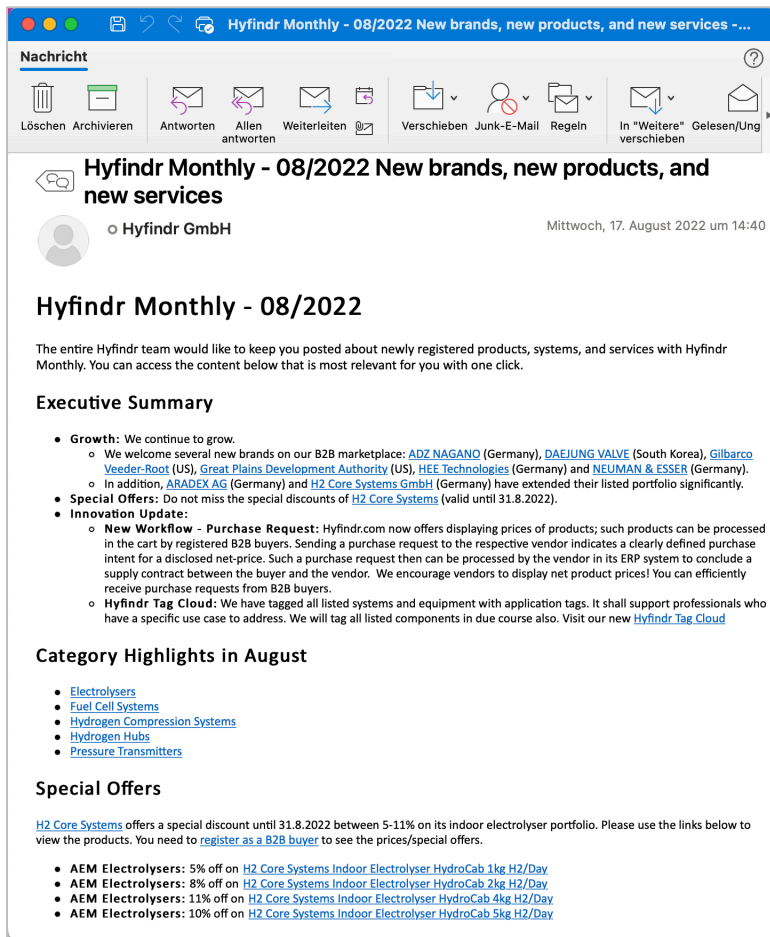 Hyfindr Monthly - 08/2022 New brands, new products, and new services -...
Nachricht
Löschen Archivieren Antworten Allen antworten Weiterleiten Verschieben Junk-E-Mail Regeln In "Weitere" verschieben Gelesen/Ung
Hyfindr Monthly - 08/2022 New brands, new products, and
new services
Hyfindr GmbH
Mittwoch, 17. August 2022 um 14:40
Hyfindr Monthly - 08/2022
The entire Hyfindr team would like to keep you posted about newly registered products, systems, and services with Hyfindr
Monthly. You can access the content below that is most relevant for you with one click.
Executive Summary
• Growth: We continue to grow.
o We welcome several new brands on our B2B marketplace: ADZ NAGANO (Germany), DAEJUNG VALVE (South Korea), Gilbarco
Veeder-Root (US), Great Plains Development Authority (US), HEE Technologies (Germany) and NEUMAN & ESSER (Germany).
o In addition, ARADEX AG (Germany) and H2 Core Systems GmbH (Germany) have extended their listed portfolio significantly.
• Special Offers: Do not miss the special discounts of H2 Core Systems (valid until 31.8.2022).
• Innovation Update:
o New Workflow - Purchase Request: Hyfindr.com now offers displaying prices of products; such products can be processed
in the cart by registered B2B buyers. Sending a purchase request to the respective vendor indicates a clearly defined purchase
intent for a disclosed net-price. Such a purchase request then can be processed by the vendor in its ERP system to conclude a
supply contract between the buyer and the vendor. We encourage vendors to display net product prices! You can efficiently
receive purchase requests from B2B buyers.
o Hyfindr Tag Cloud: We have tagged all listed systems and equipment with application tags. It shall support professionals who
have a specific use case to address. We will tag all listed components in due course also. Visit our new Hyfindr Tag Cloud
Category Highlights in August
• Electrolysers
• Fuel Cell Systems
• Hydrogen Compression Systems
• Hydrogen Hubs
• Pressure Transmitters
Special Offers
H2 Core Systems offers a special discount until 31.8.2022 between 5-11% on its indoor electrolyser portfolio. Please use the links below to
view the products. You need to register as a B2B buyer to see the prices/special offers.
• AEM Electrolysers: 5% off on H2 Core Systems Indoor Electrolyser HydroCab 1kg H2/Day
• AEM Electrolysers: 8% off on H2 Core Systems Indoor Electrolyser HydroCab 2kg H2/Day
• AEM Electrolysers: 11% off on H2 Core Systems Indoor Electrolyser HydroCab 4kg H2/Day
• AEM Electrolysers: 10% off on H2 Core Systems Indoor Electrolyser HydroCab 5kg H2/Day